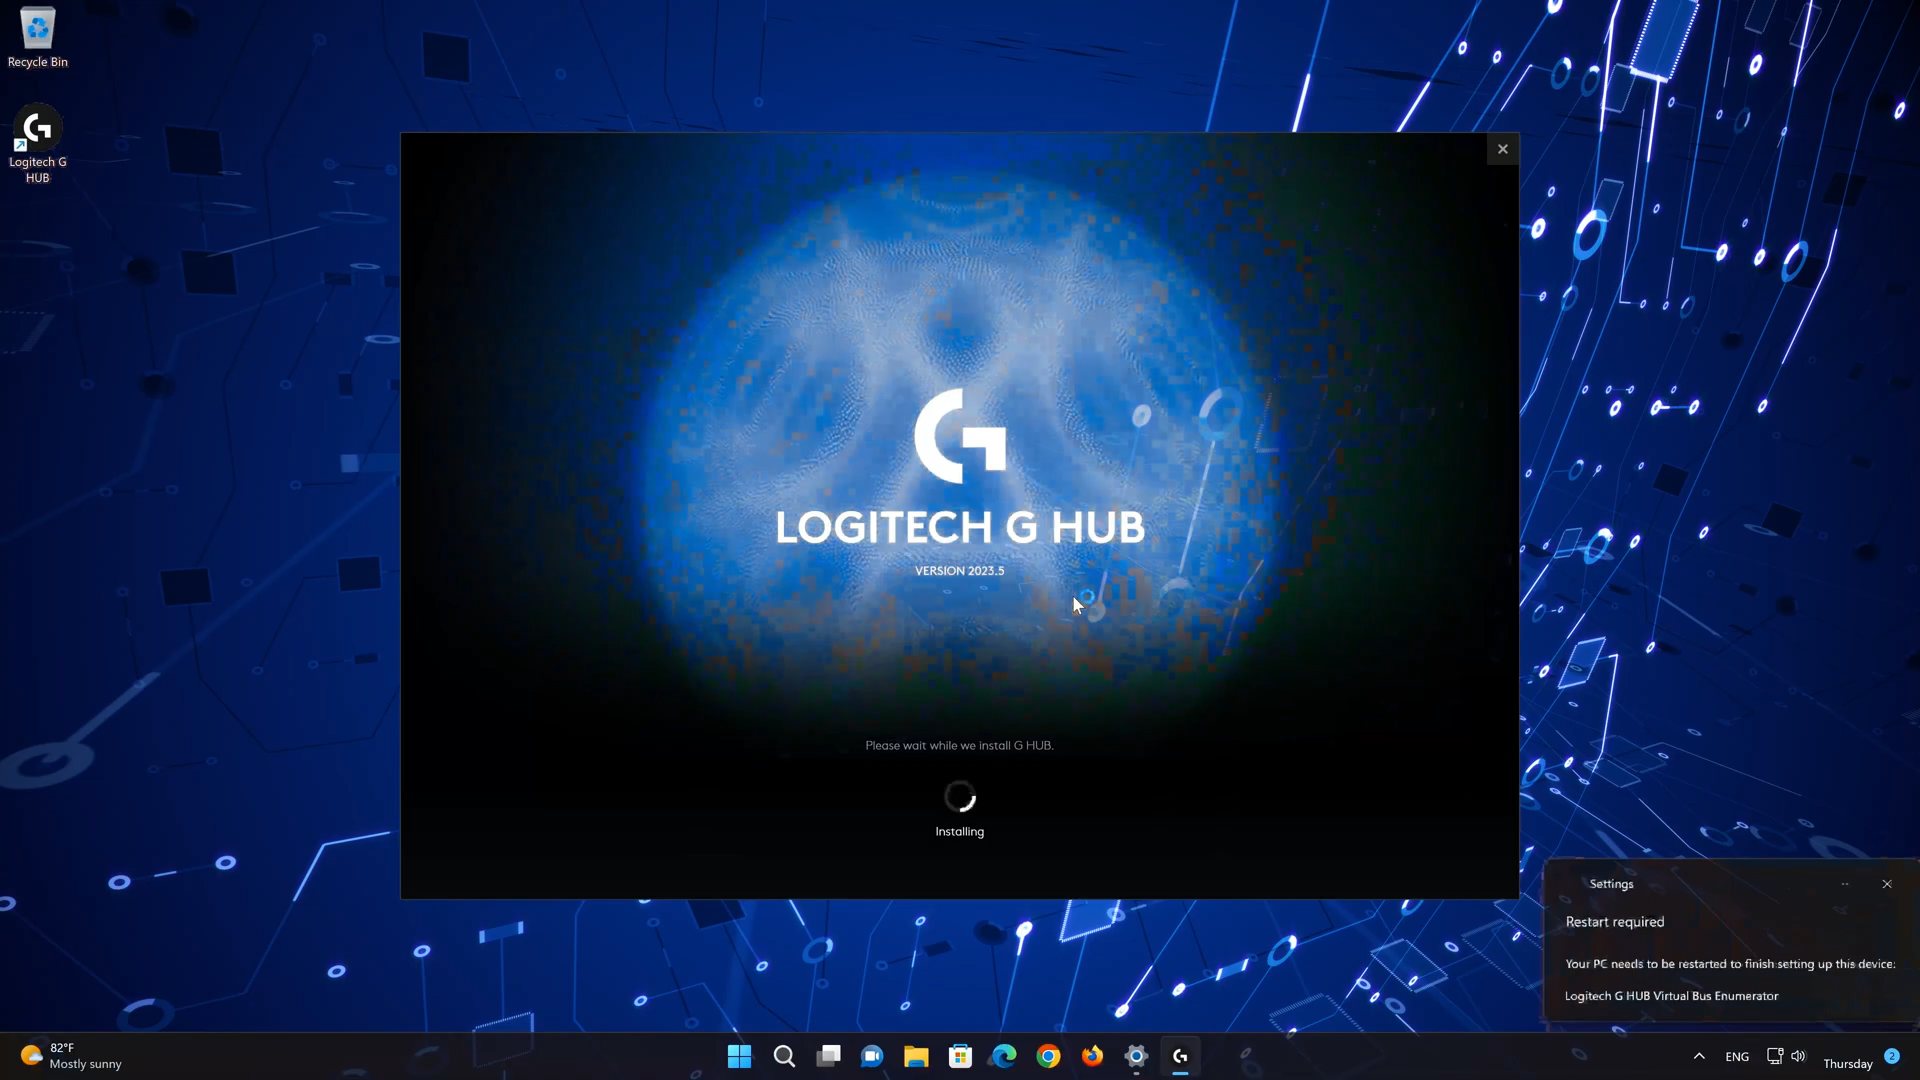 Recycle Bin
Logitech G
HUB
LOGITECH G HUB
VERSION 2023.5
Please wait while we install G HUB.
Installing
Settings
Restart required
Your PC needs to be restarted to finish setting up this device:
Logitech G HUB Virtual Bus Enumerator
82°F
Mostly sunny
ENG
Thursday
2